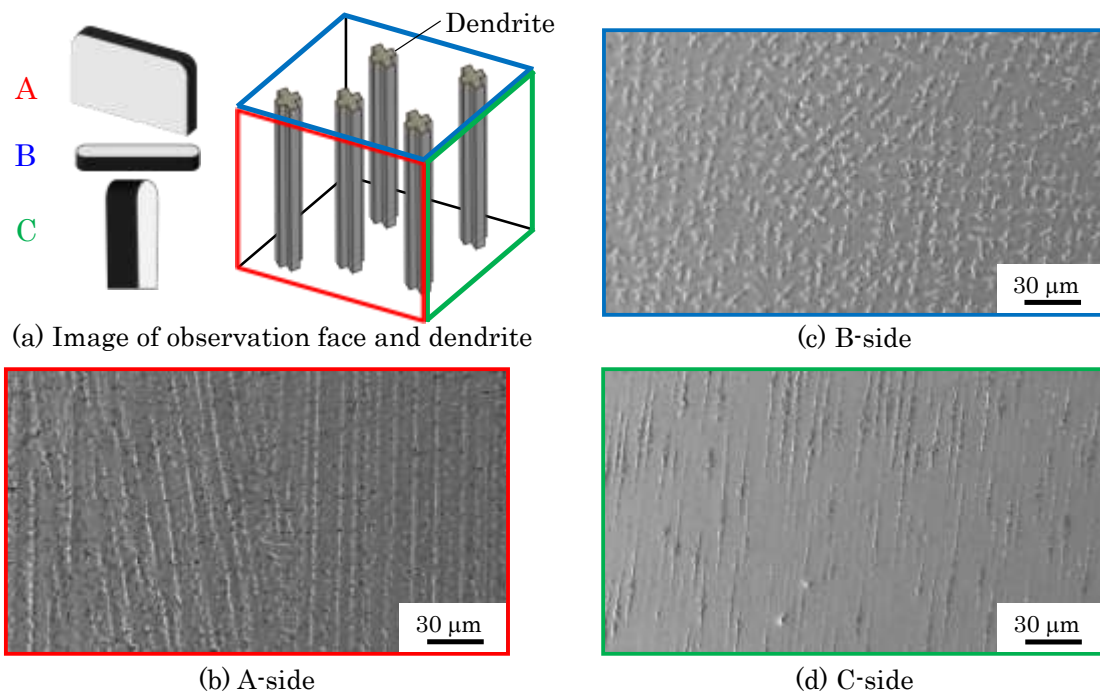 Dendrite
A
B
C
(a) Image of observation face and dendrite
30 μm
(c) B-side
30 μm
(b) A-side
30 μm
(d) C-side